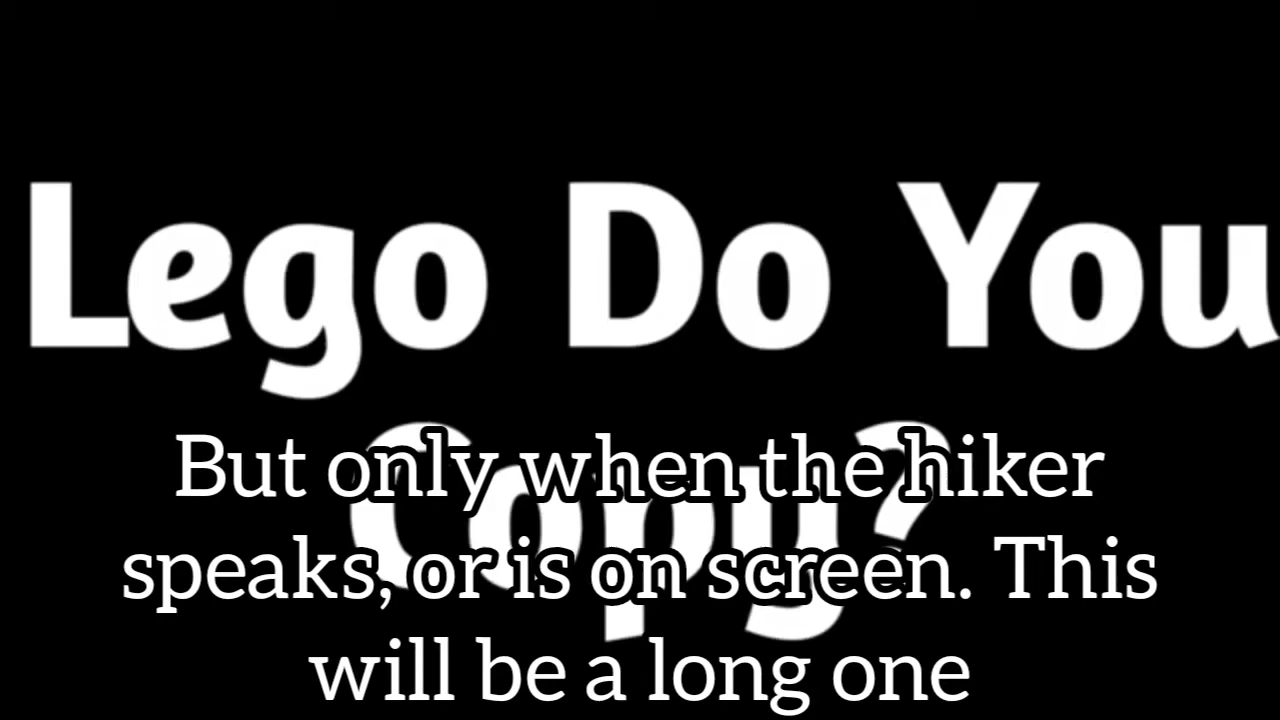 Lego Do You
Copy?
But only when the hiker
speaks, or is on screen. This
will be a long one